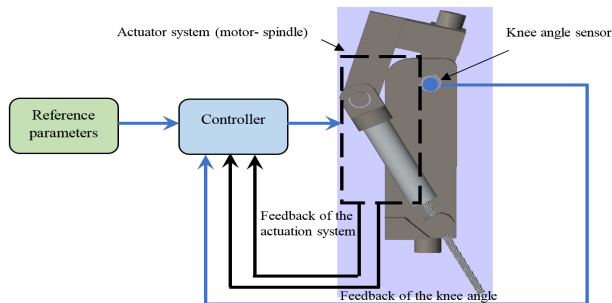 Actuator system (motor- spindle)
Knee angle sensor
Reference
parameters
Controller
Feedback of the
actuation system
Feedback of the knee angle